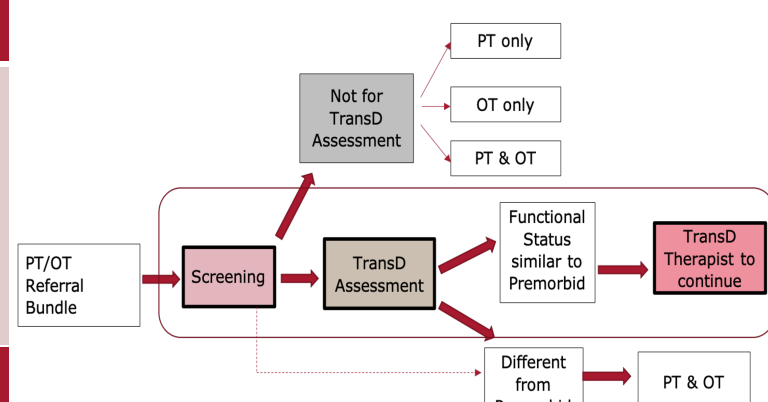 PT only
Not for
TransD
Assessment
OT only
PT & OT
PT/OT
Referral
Bundle
Screening
TransD
Assessment
Functional
Status
similar to
Premorbid
TransD
Therapist to
continue
Different
from
PT & OT